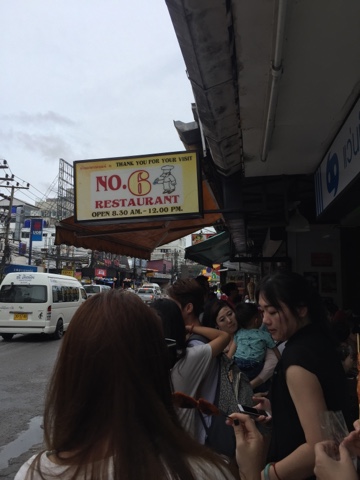 THANK YOU FOR YOUR VISIT
NO.6
RESTAURANT
OPEN 8.30 AM.-12.00 PM.